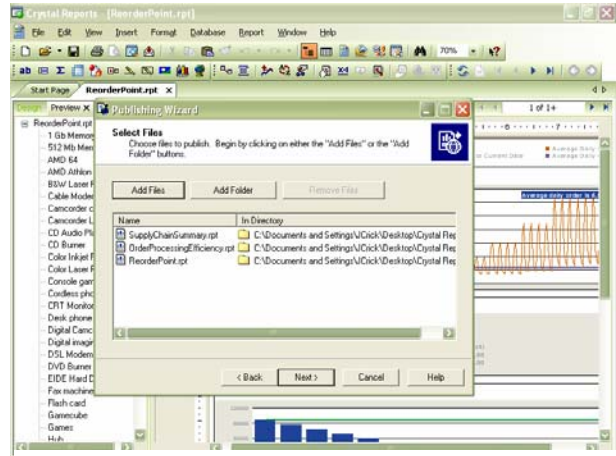 Crystal Reports - [ReorderPoint.rpt]
File Edit View Insert Format Database Report Window Help
70%
Start Page ReorderPoint.rpt x
Design Preview x
1 of 1+
ReorderPoint.rpt
1 Gb Memory
512 Mb Mem
AMD 64
AMD Athlon
B&W Laser P
Cable Modem
Camcorder c
Camcorder L
CD Audio Pl
CD Burner
Color Inkjet P
Color Laser P
Console gam
Cordless pho
CRT Monitor
Desk phone
Digital Camc
Digital imagin
DSL Modem
DVD Burner
EIDE Hard D
Fax machine
Flash card
Gamecube
Games
Hub
Publishing Wizard
Select Files
Choose files to publish. Begin by clicking on either the "Add Files" or the "Add
Folder" buttons.
Add Files Add Folder Remove Files
Name In Directory
SupplyChainSummary.rpt C:\Documents and Settings\JCrick\Desktop\Crystal Rep
OrderProcessingEfficiency.rpt C:\Documents and Settings\JCrick\Desktop\Crystal Rep
ReorderPoint.rpt C:\Documents and Settings\JCrick\Desktop\Crystal Rep
< Back Next > Cancel Help
or Current Date
Average Daily
Average Daily